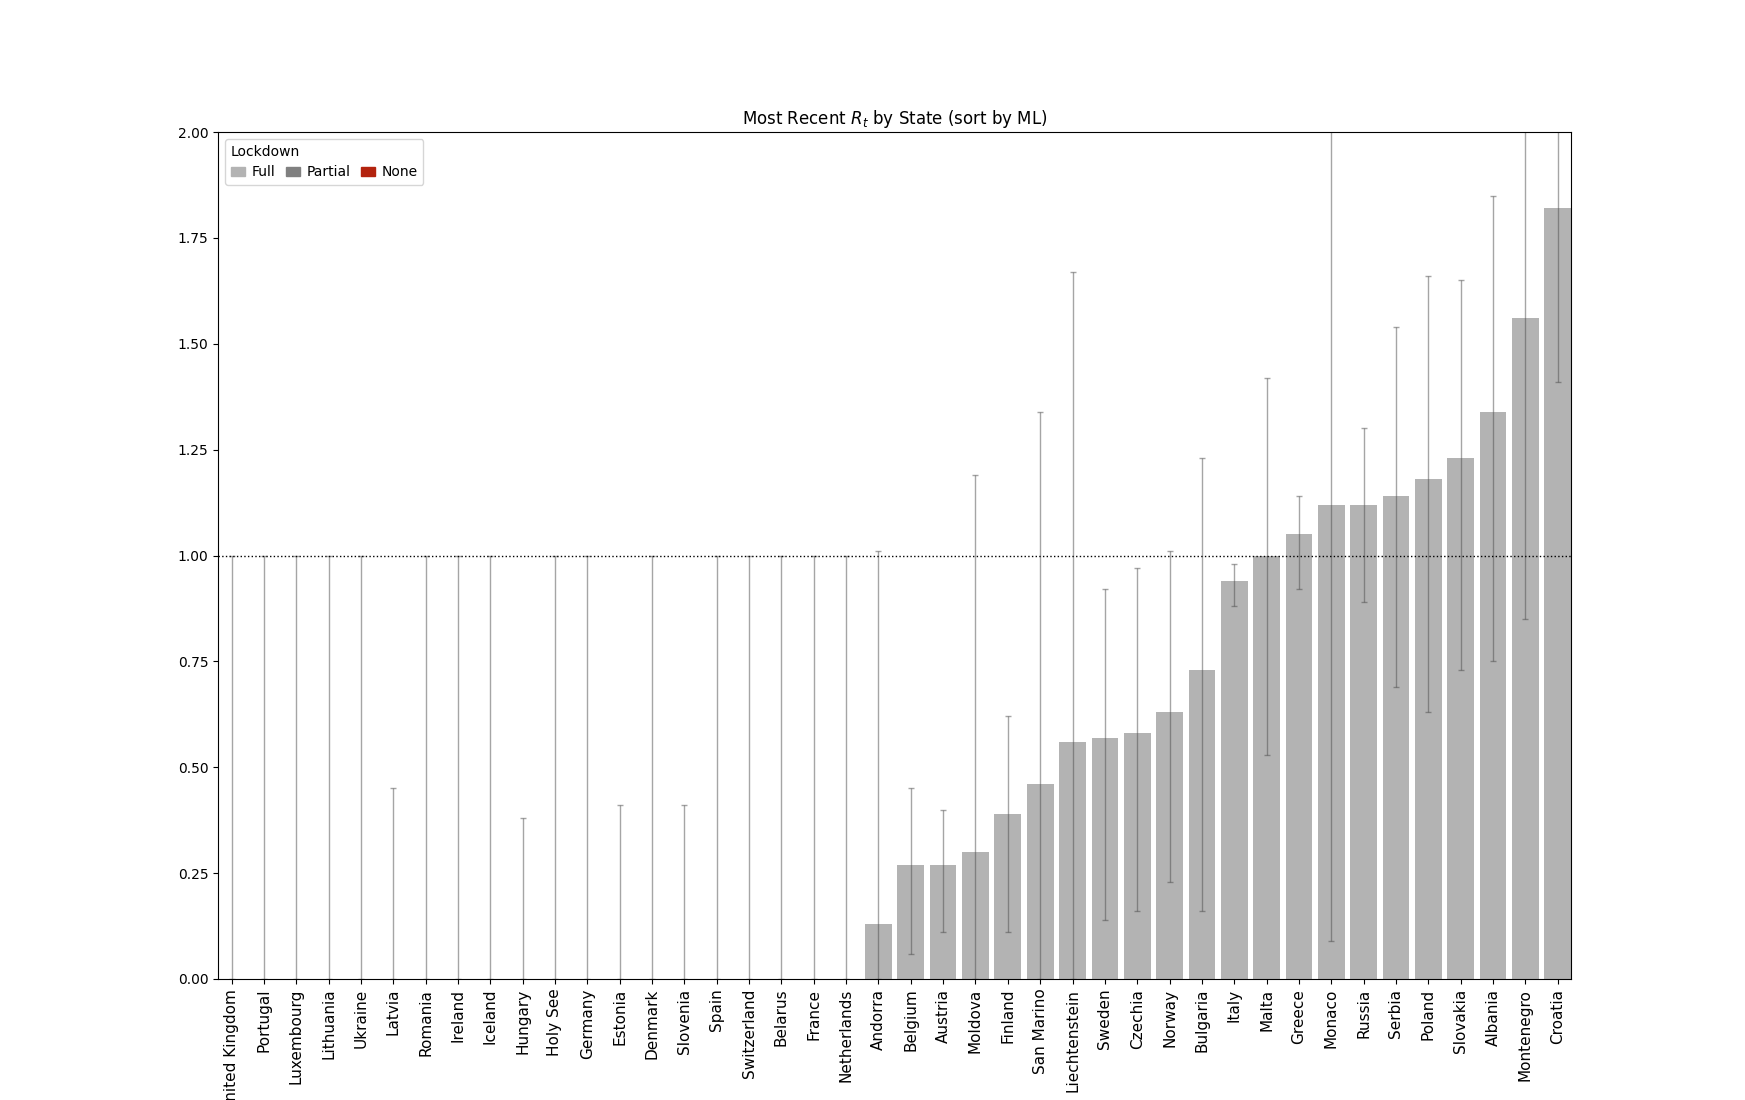 Most Recent R_t by State (sort by ML)
2.00
Lockdown
Full Partial None
1.75
1.50
1.25
1.00
0.75
0.50
0.25
0.00
nited Kingdom
Portugal
Luxembourg
Lithuania
Ukraine
Latvia
Romania
Ireland
Iceland
Hungary
Holy See
Germany
Estonia
Denmark
Slovenia
Spain
Switzerland
Belarus
France
Netherlands
Andorra
Belgium
Austria
Moldova
Finland
San Marino
Liechtenstein
Sweden
Czechia
Norway
Bulgaria
Italy
Malta
Greece
Monaco
Russia
Serbia
Poland
Slovakia
Albania
Montenegro
Croatia